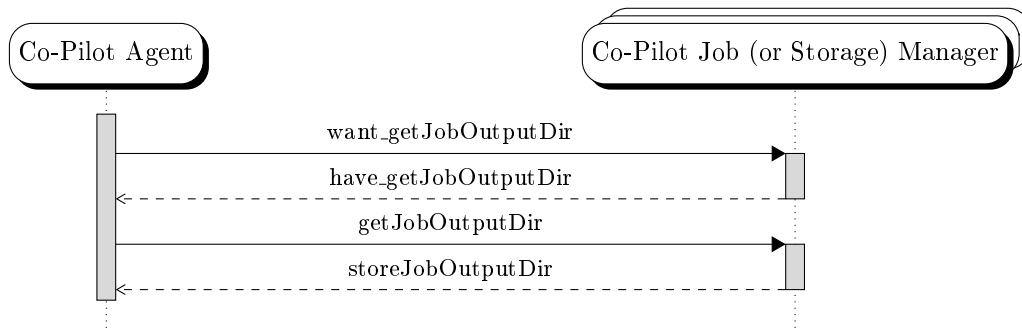 Co-Pilot Agent
Co-Pilot Job (or Storage) Manager
want_getJobOutputDir
have_getJobOutputDir
getJobOutputDir
storeJobOutputDir